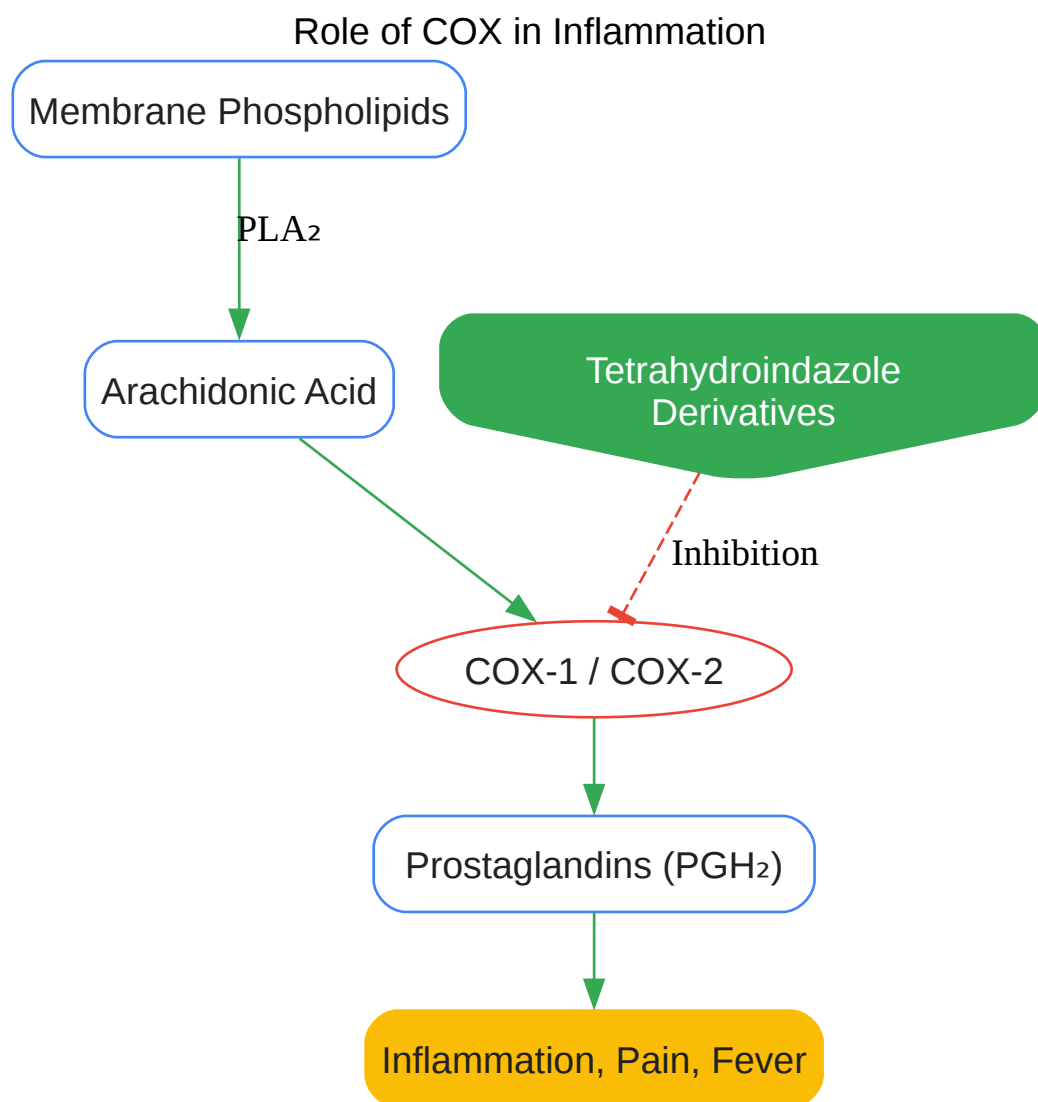 Role of COX in Inflammation
Membrane Phospholipids
PLA₂
Arachidonic Acid
Tetrahydroindazole
Derivatives
Inhibition
COX-1 / COX-2
Prostaglandins (PGH₂)
Inflammation, Pain, Fever